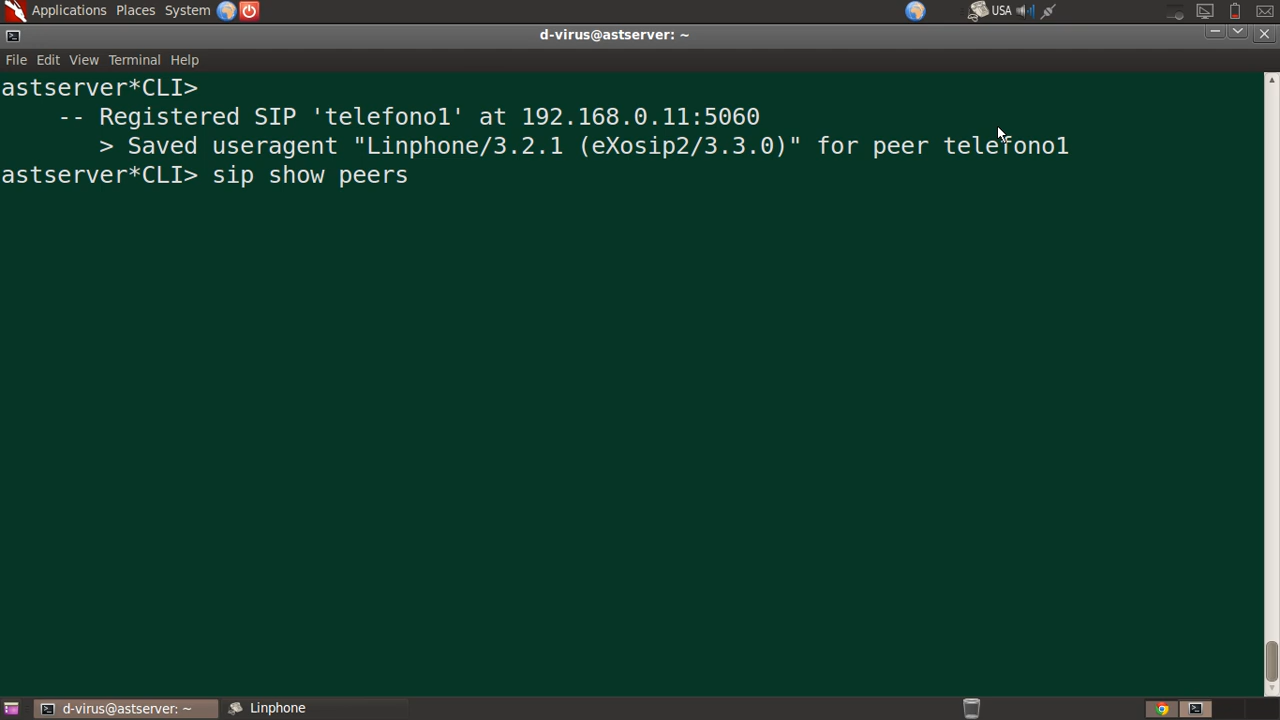 Applications Places System
USA
d-virus@astserver: ~
File Edit View Terminal Help
astserver*CLI>
-- Registered SIP 'telefono1' at 192.168.0.11:5060
> Saved useragent "Linphone/3.2.1 (eXosip2/3.3.0)" for peer telefono1
astserver*CLI> sip show peers
d-virus@astserver: ~
Linphone